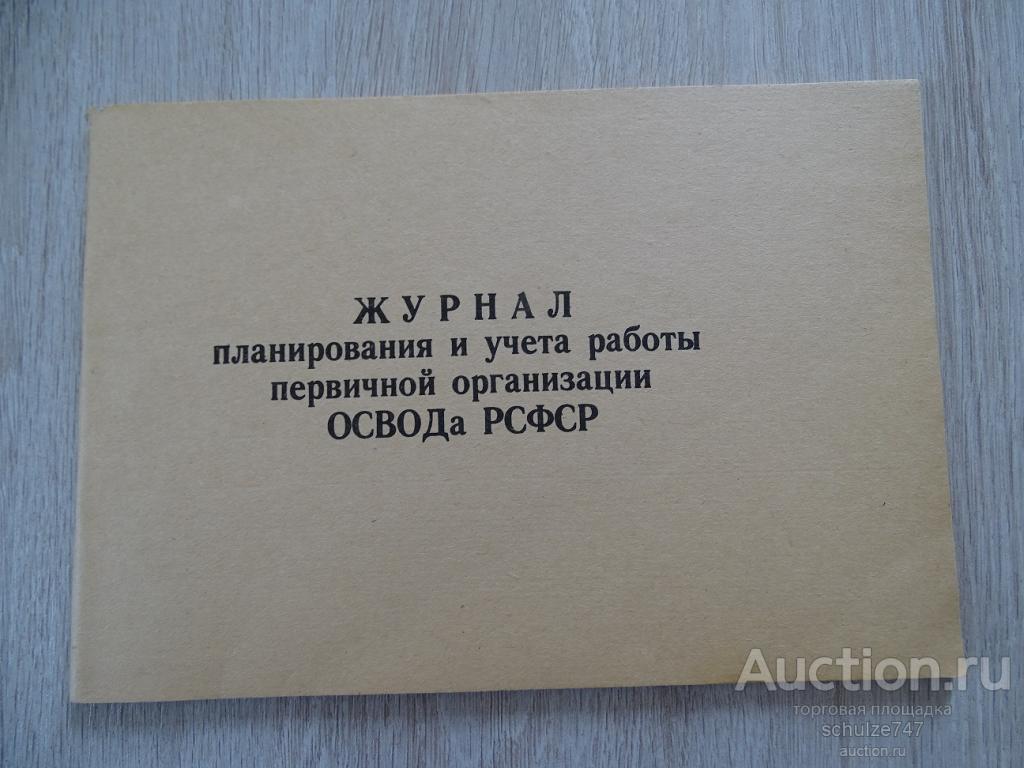 ЖУРНАЛ
планирования и учета работы
первичной организации
ОСВОДа РСФСР
Auction.ru
торговая площадка
schulze747
auction.ru